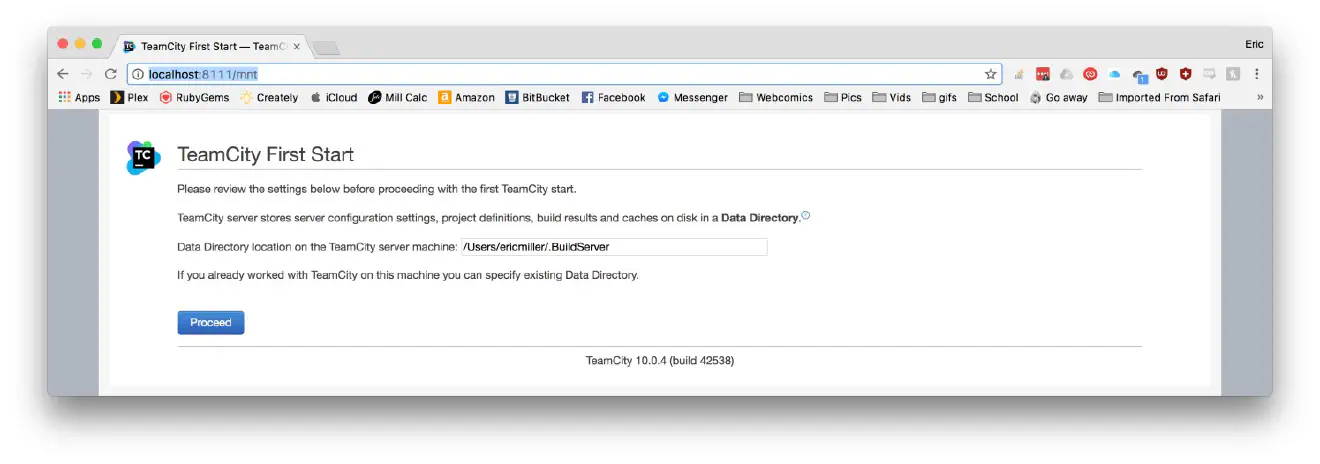 TeamCity First Start — TeamC
Eric
localhost:8111/mnt
Apps Plex RubyGems Creately iCloud Mill Calc Amazon BitBucket Facebook Messenger Webcomics Pics Vids gifs School Go away Imported From Safari »
TC
TeamCity First Start
Please review the settings below before proceeding with the first TeamCity start.
TeamCity server stores server configuration settings, project definitions, build results and caches on disk in a Data Directory.
Data Directory location on the TeamCity server machine: /Users/ericmiller/.BuildServer
If you already worked with TeamCity on this machine you can specify existing Data Directory.
Proceed
TeamCity 10.0.4 (build 42538)